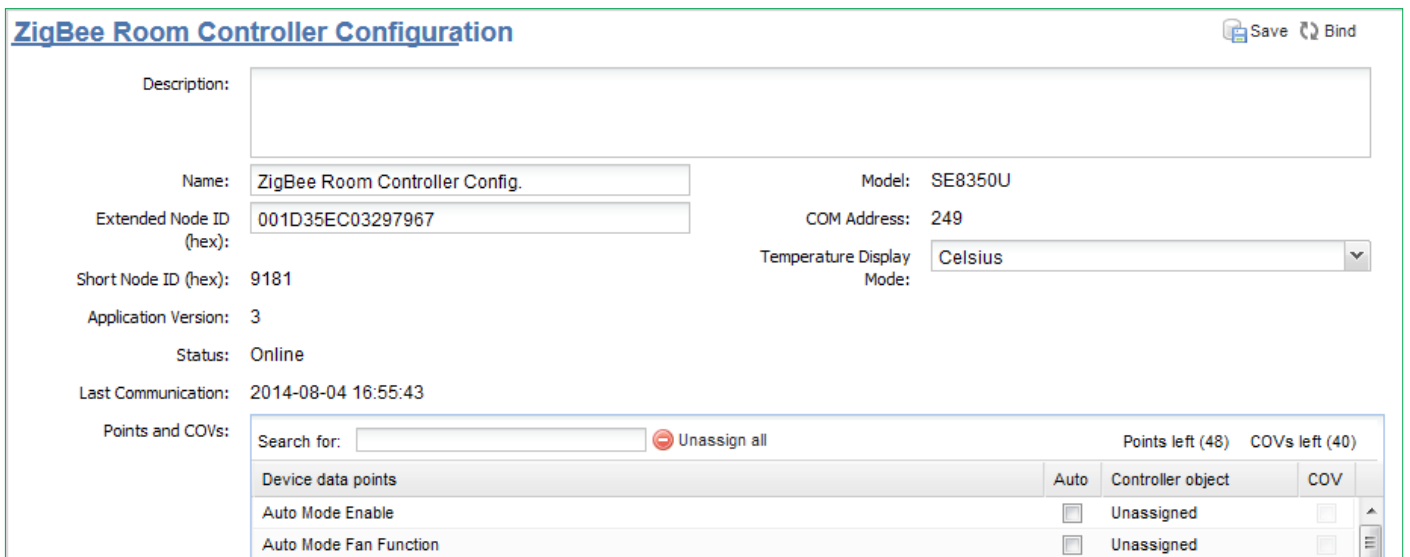 ZigBee Room Controller Configuration
Save Bind
Description:
Name: ZigBee Room Controller Config.
Model: SE8350U
Extended Node ID
(hex): 001D35EC03297967
COM Address: 249
Temperature Display
Mode: Celsius
Short Node ID (hex): 9181
Application Version: 3
Status: Online
Last Communication: 2014-08-04 16:55:43
Points and COVs:
Search for: Unassign all Points left (48) COVs left (40)
Device data points Auto Controller object COV
Auto Mode Enable Unassigned
Auto Mode Fan Function Unassigned